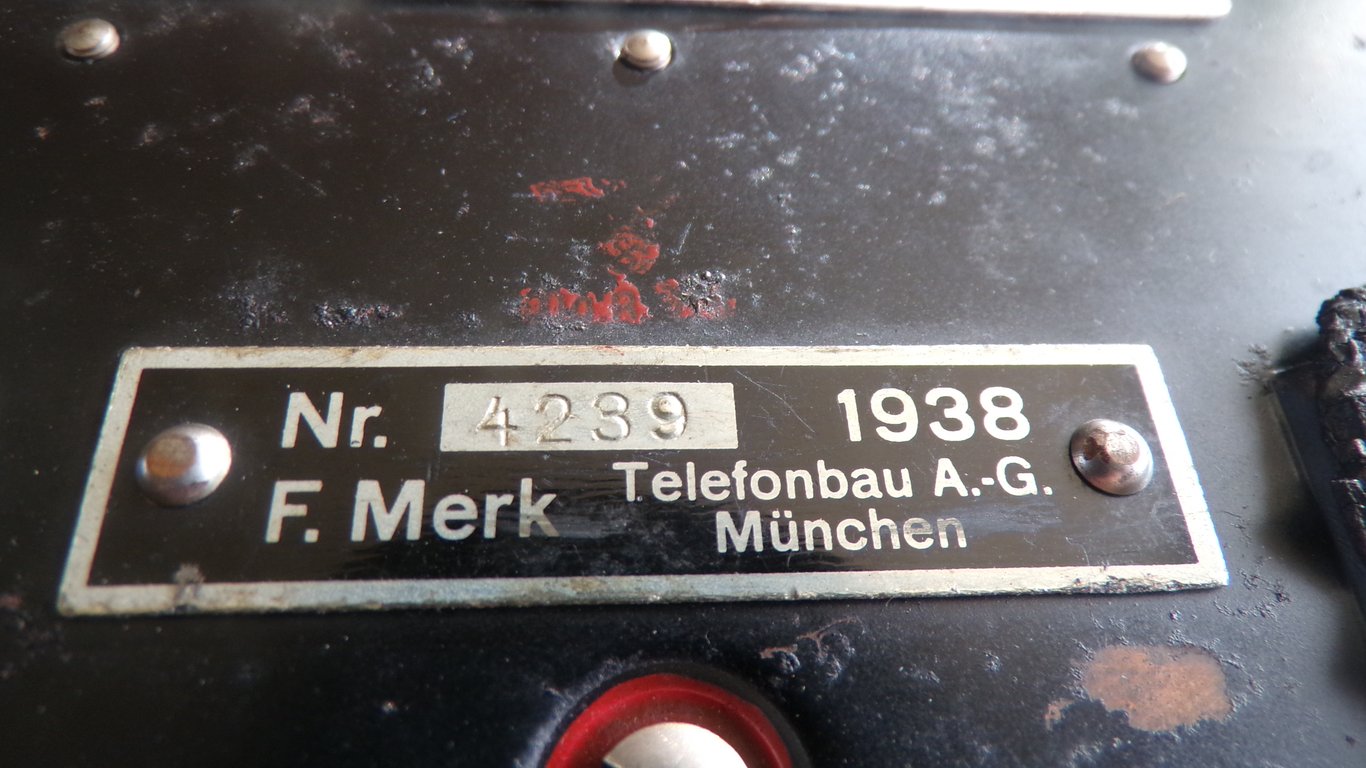 Nr. 4239 1938
F. Merk Telefonbau A.-G.
München